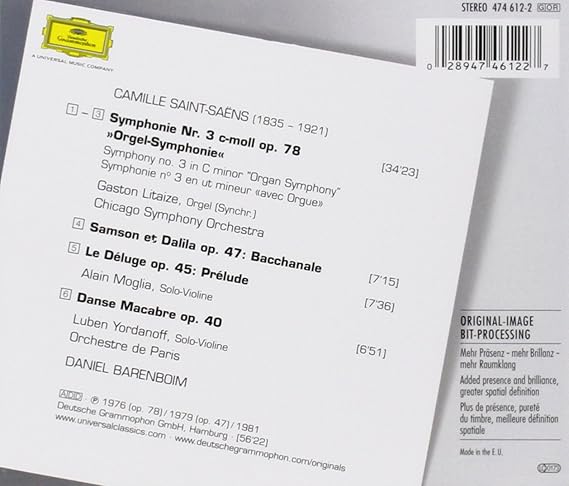 STEREO 474 612-2 GIOR
Deutsche
Grammophon
A UNIVERSAL MUSIC COMPANY
0 28947 46122 7
CAMILLE SAINT-SAËNS (1835 – 1921)
1 – 3 Symphonie Nr. 3 c-moll op. 78 [34'23]
»Orgel-Symphonie«
Symphony no. 3 in C minor "Organ Symphony"
Symphonie n° 3 en ut mineur «avec Orgue»
Gaston Litaize, Orgel (Synchr.)
Chicago Symphony Orchestra
4 Samson et Dalila op. 47: Bacchanale [7'15]
5 Le Déluge op. 45: Prélude [7'36]
Alain Moglia, Solo-Violine
6 Danse Macabre op. 40 [6'51]
Luben Yordanoff, Solo-Violine
Orchestre de Paris
DANIEL BARENBOIM
ADD · ℗ 1976 (op. 78) / 1979 (op. 47) / 1981
Deutsche Grammophon GmbH, Hamburg · [56'22]
www.universalclassics.com · www.deutschegrammophon.com/originals
ORIGINAL-IMAGE
BIT-PROCESSING
Mehr Präsenz – mehr Brillanz –
mehr Raumklang
Added presence and brilliance,
greater spatial definition
Plus de présence, pureté
du timbre, meilleure définition
spatiale
Made in the E. U.